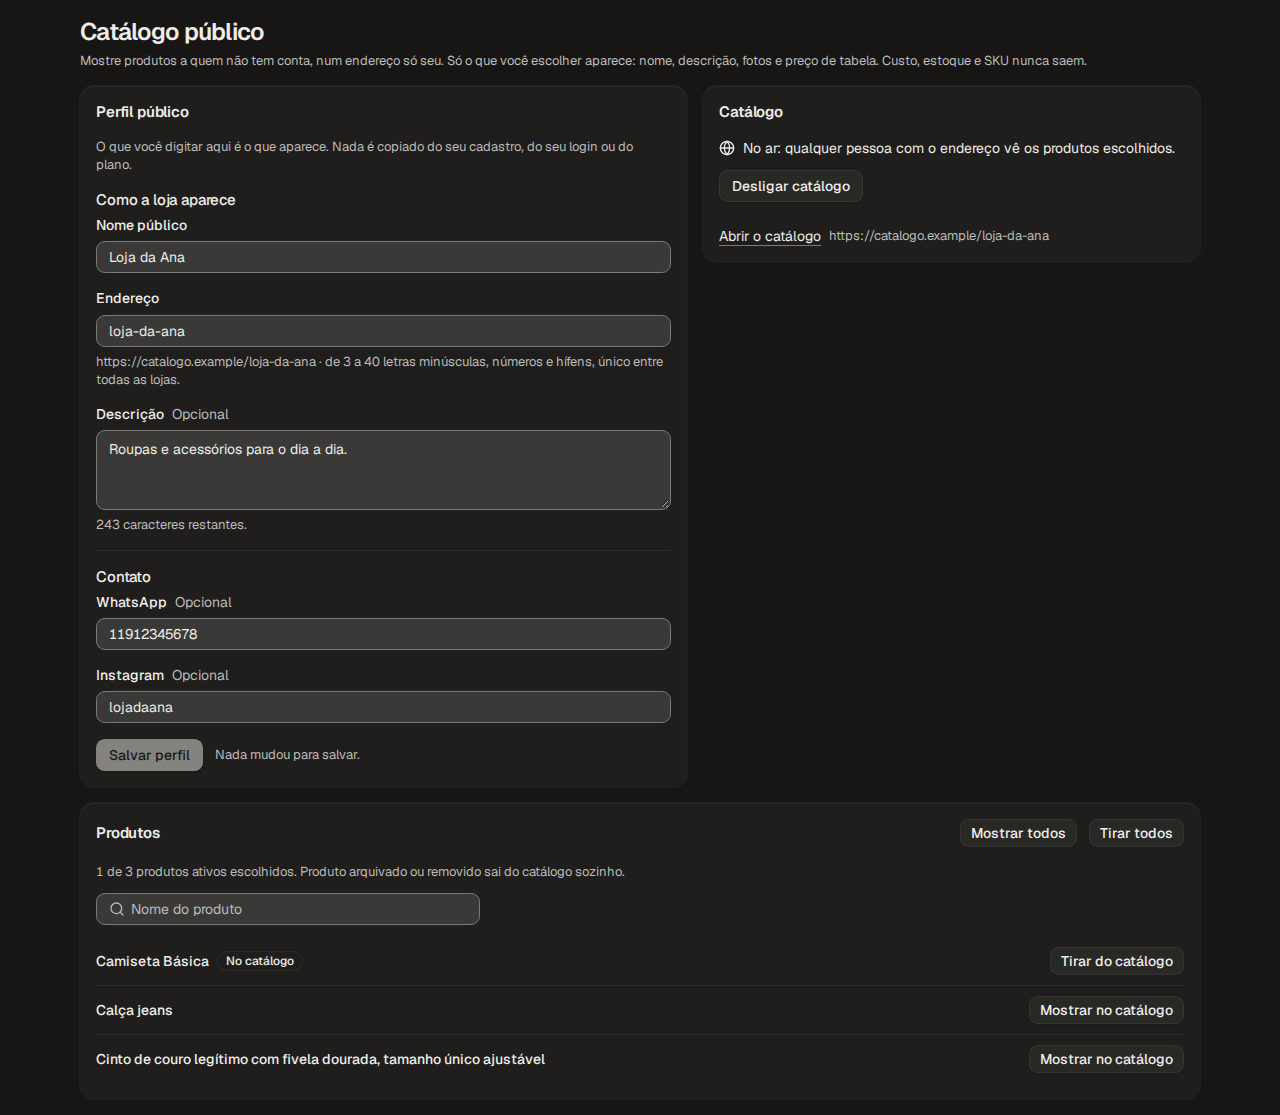 Catálogo público
Mostre produtos a quem não tem conta, num endereço só seu. Só o que você escolher aparece: nome, descrição, fotos e preço de tabela. Custo, estoque e SKU nunca saem.
Perfil público
O que você digitar aqui é o que aparece. Nada é copiado do seu cadastro, do seu login ou do
plano.
Como a loja aparece
Nome público
Loja da Ana
Endereço
loja-da-ana
https://catalogo.example/loja-da-ana · de 3 a 40 letras minúsculas, números e hífens, único entre
todas as lojas.
Descrição Opcional
Roupas e acessórios para o dia a dia.
243 caracteres restantes.
Contato
WhatsApp Opcional
11912345678
Instagram Opcional
lojadaana
Salvar perfil Nada mudou para salvar.
Catálogo
No ar: qualquer pessoa com o endereço vê os produtos escolhidos.
Desligar catálogo
Abrir o catálogo https://catalogo.example/loja-da-ana
Produtos Mostrar todos Tirar todos
1 de 3 produtos ativos escolhidos. Produto arquivado ou removido sai do catálogo sozinho.
Nome do produto
Camiseta Básica No catálogo Tirar do catálogo
Calça jeans Mostrar no catálogo
Cinto de couro legítimo com fivela dourada, tamanho único ajustável Mostrar no catálogo